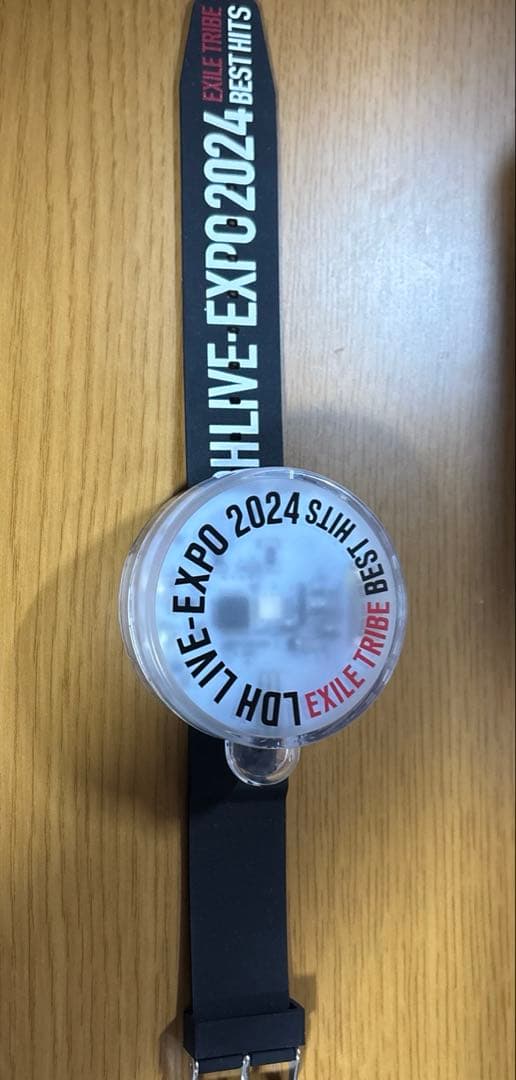 EXILE TRIBE
BEST HITS
LIVE-EXPO 2024
LDH LIVE-EXPO 2024
EXILE TRIBE BEST HITS